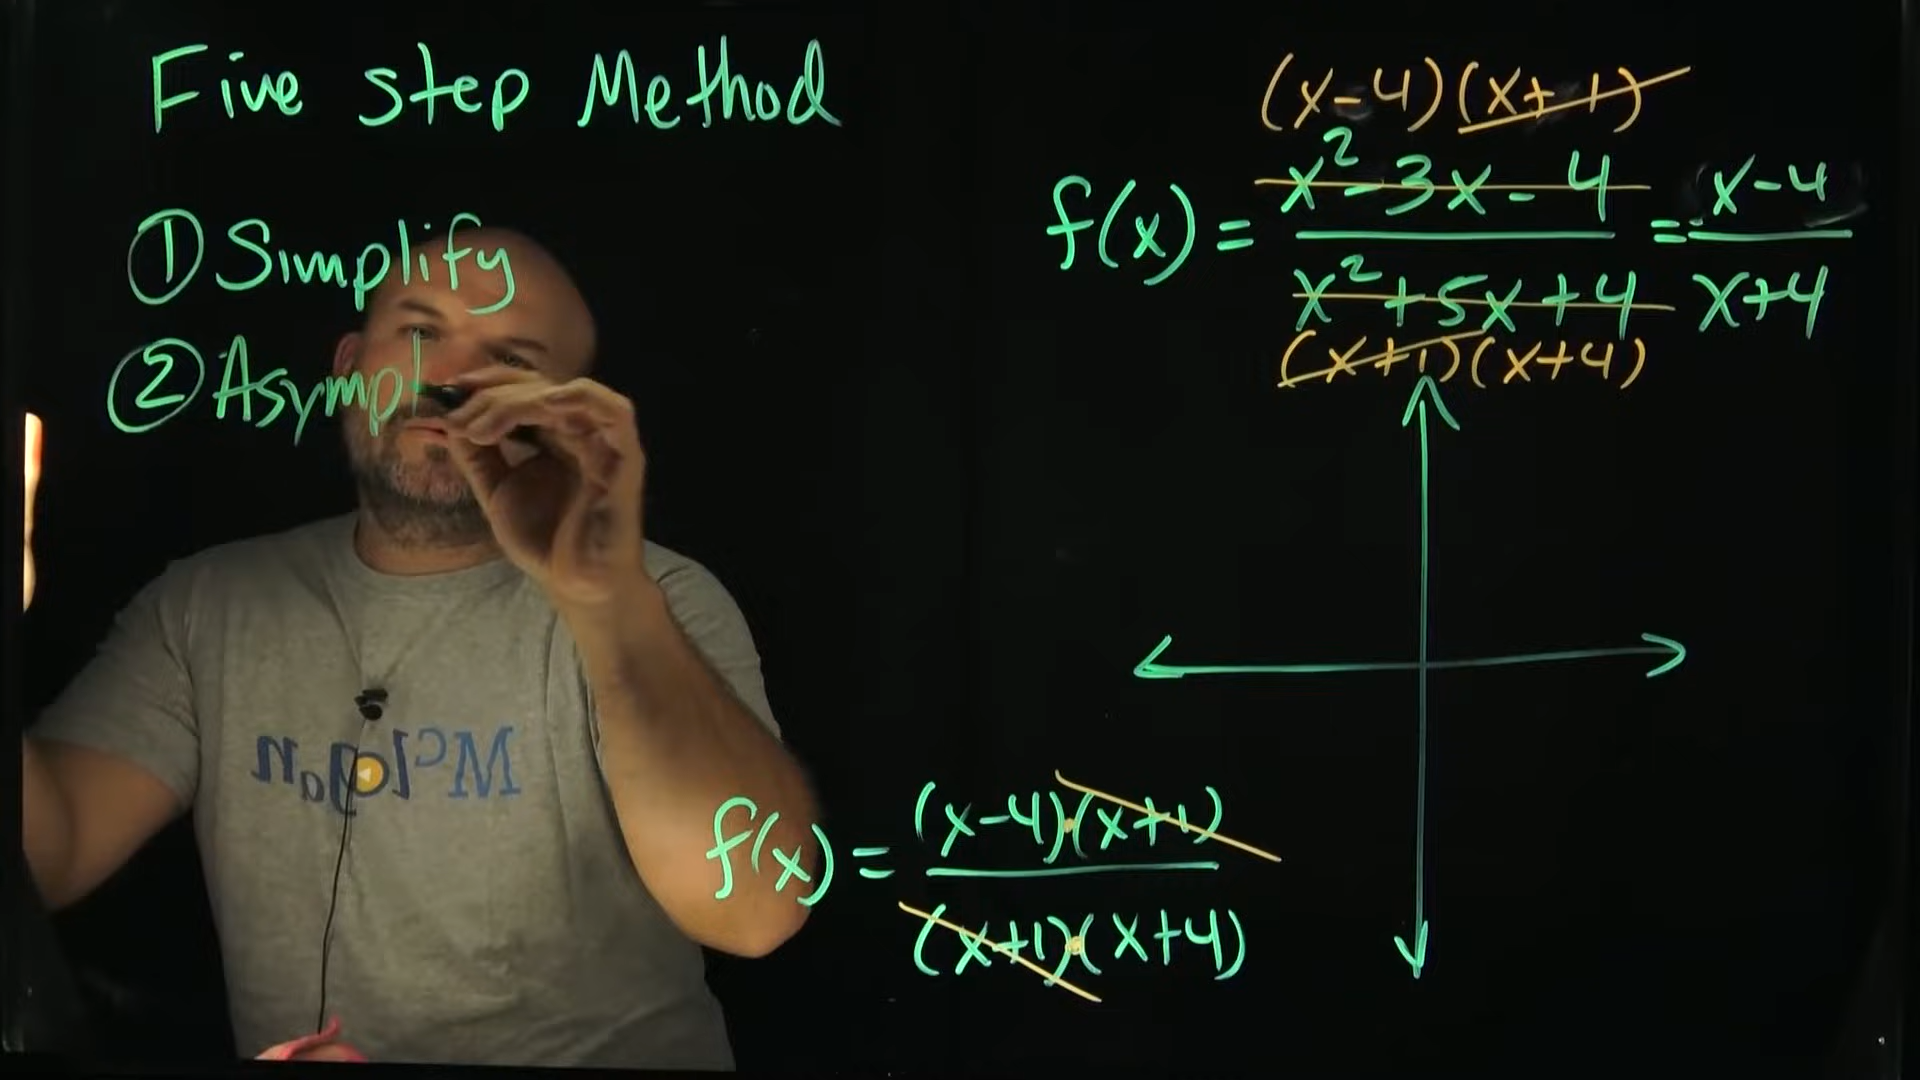 Five step Method
① Simplify
② Asympt
(x-4)(x+1)
f(x) = x²-3x-4 / x²+5x+4 = x-4 / x+4
(x+1)(x+4)
f(x) = (x-4)·(x+1) / (x+1)·(x+4)
Mclogan